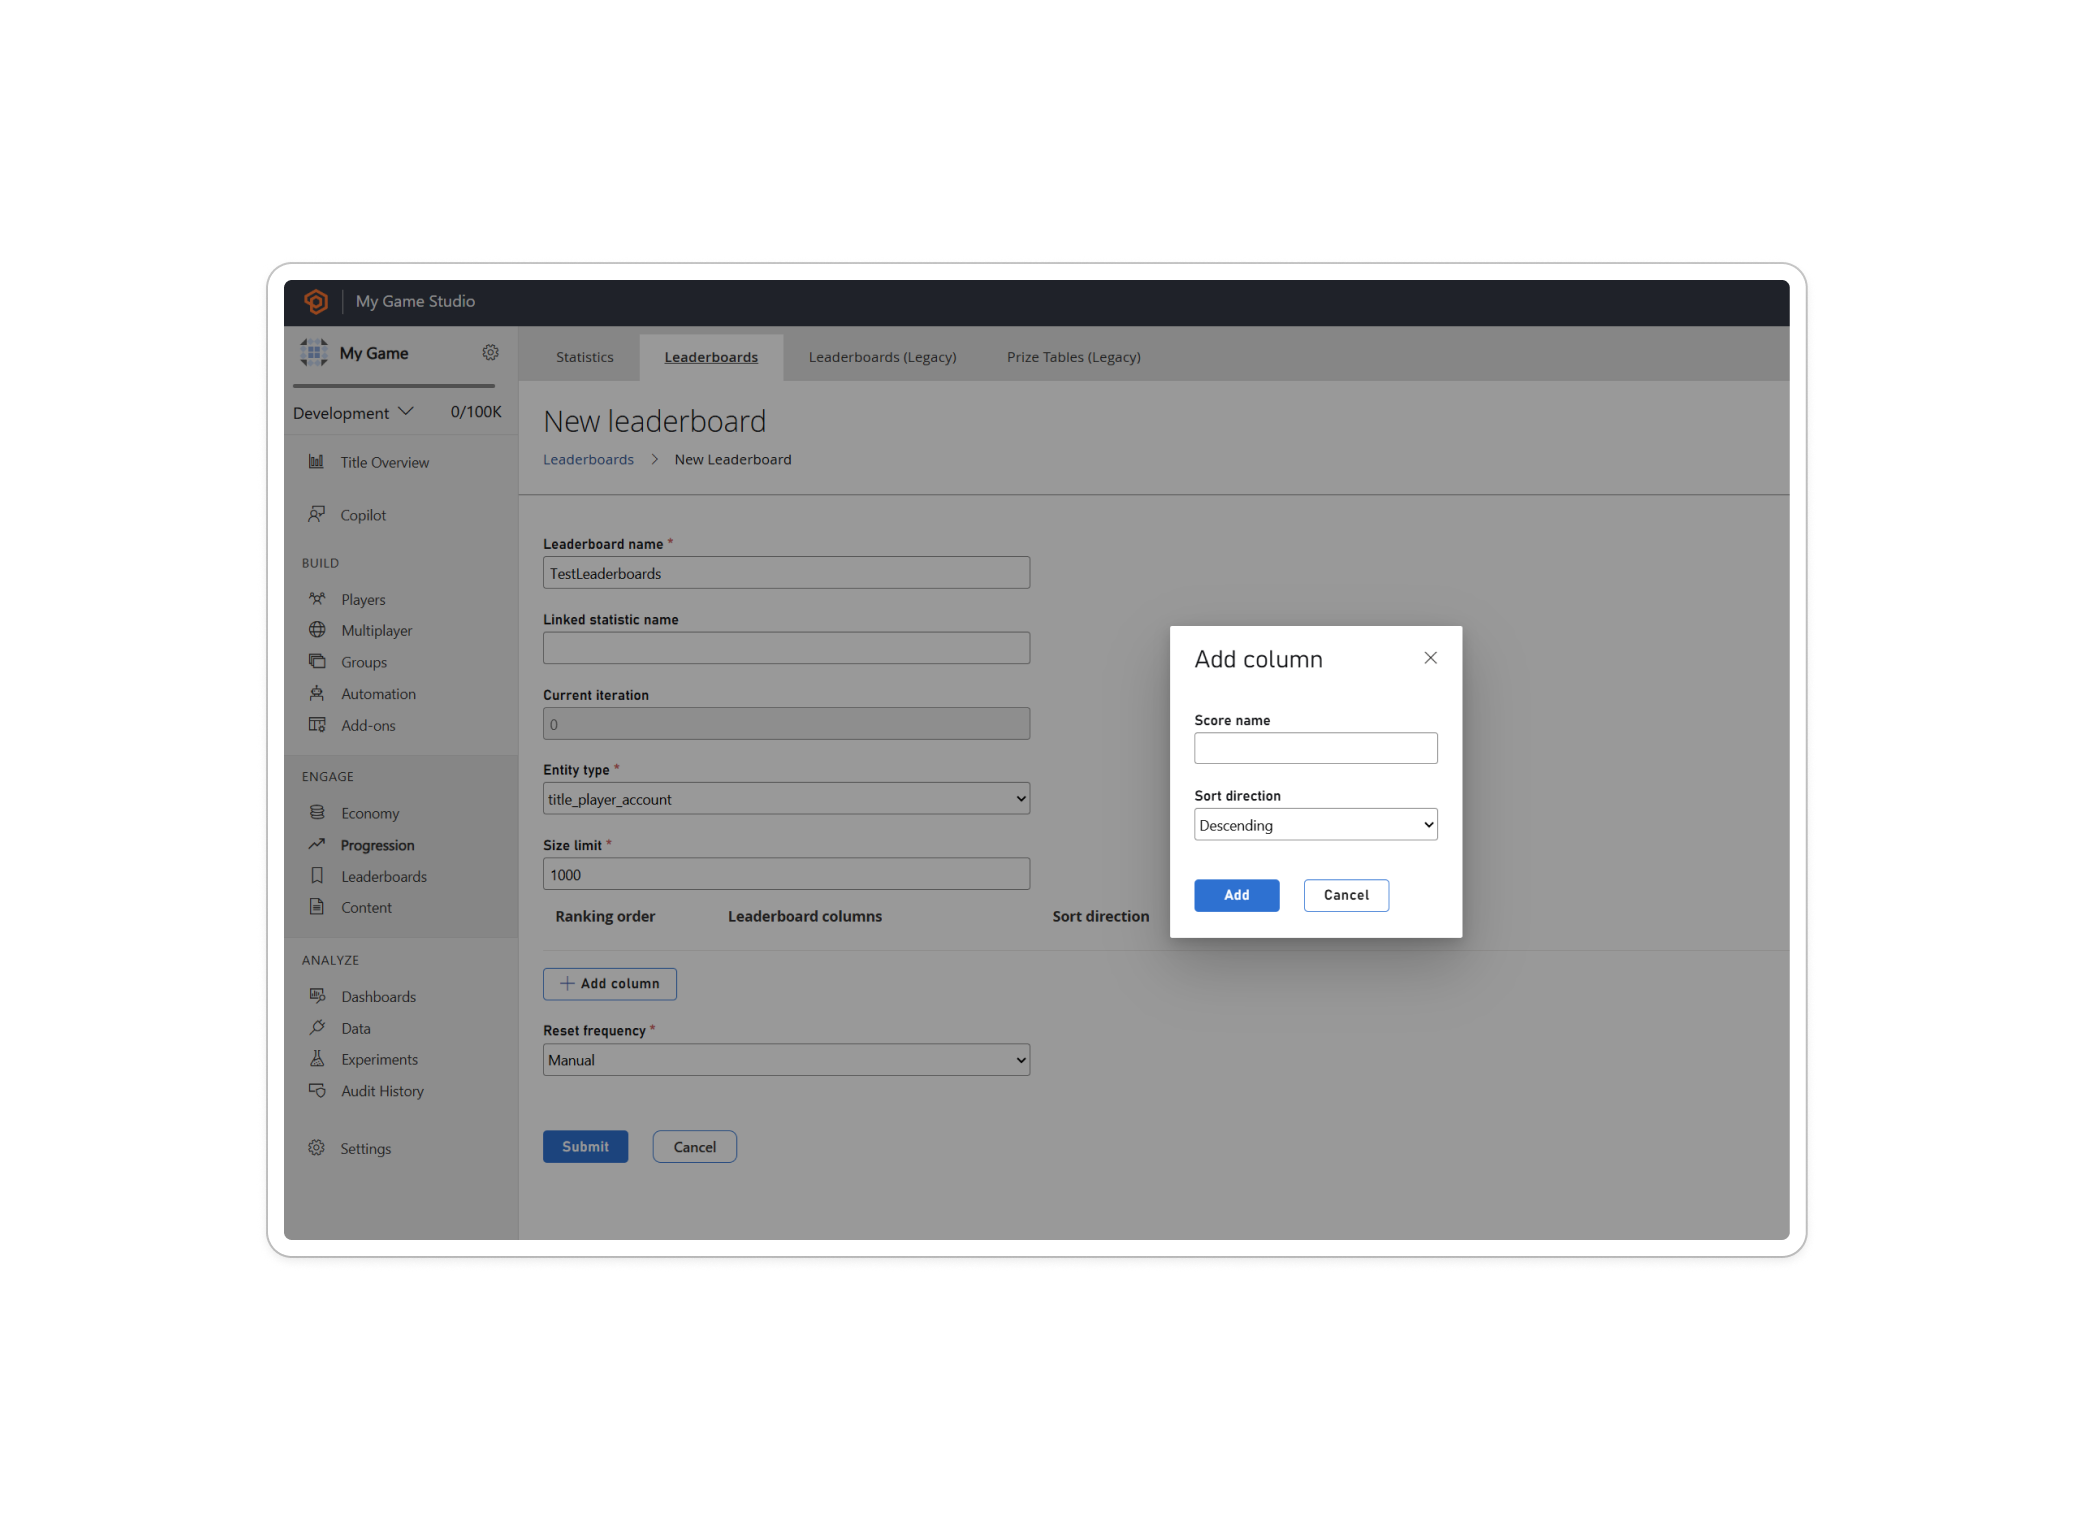 My Game Studio
My Game
Development 0/100K
Title Overview
Copilot
BUILD
Players
Multiplayer
Groups
Automation
Add-ons
ENGAGE
Economy
Progression
Leaderboards
Content
ANALYZE
Dashboards
Data
Experiments
Audit History
Settings
Statistics Leaderboards Leaderboards (Legacy) Prize Tables (Legacy)
New leaderboard
Leaderboards > New Leaderboard
Leaderboard name *
TestLeaderboards
Linked statistic name
Current iteration
0
Entity type *
title_player_account
Size limit *
1000
Ranking order Leaderboard columns Sort direction
+ Add column
Reset frequency *
Manual
Submit Cancel
Add column
Score name
Sort direction
Descending
Add Cancel